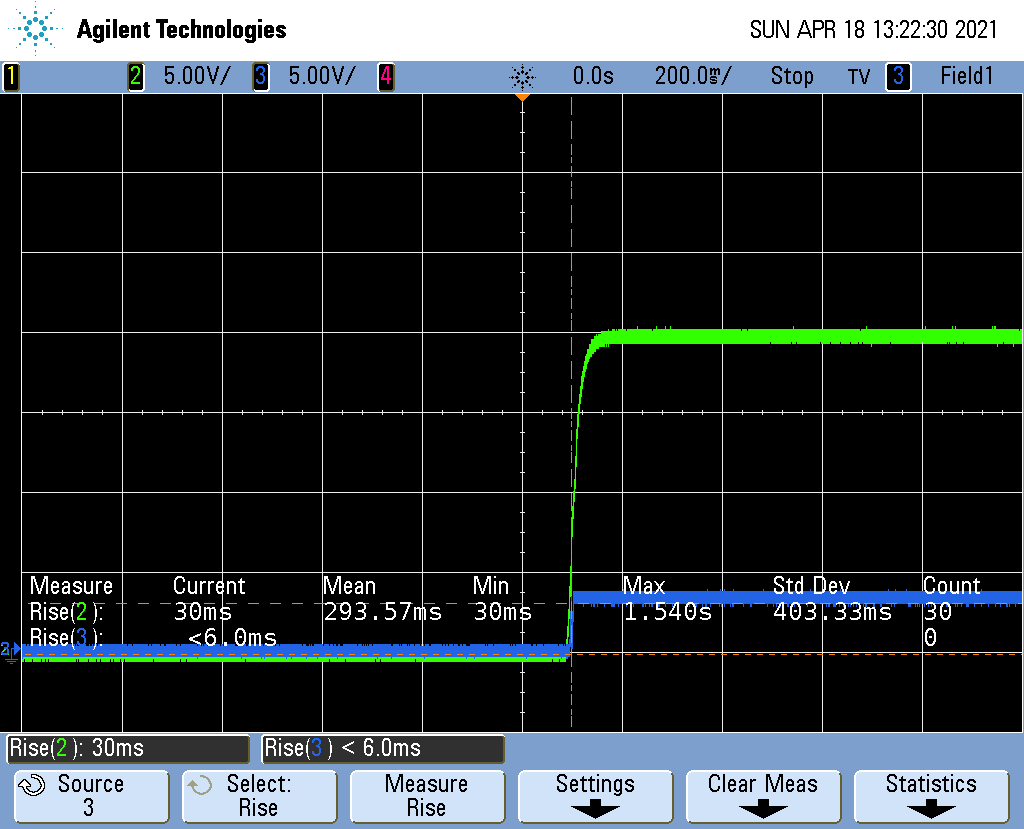 Agilent Technologies SUN APR 18 13:22:30 2021
1 2 5.00V/ 3 5.00V/ 4 0.0s 200.0ms/ Stop TV 3 Field1
Measure Current Mean Min Max Std Dev Count
Rise(2): 30ms 293.57ms 30ms 1.540s 403.33ms 30
Rise(3): <6.0ms 0
2
Rise(2): 30ms Rise(3) < 6.0ms
Source Select: Measure Settings Clear Meas Statistics
3 Rise Rise